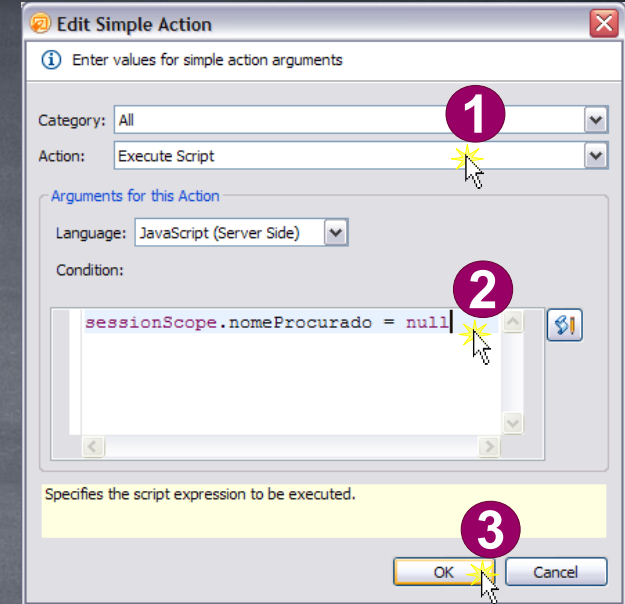 Edit Simple Action
Enter values for simple action arguments
1
Category: All
Action: Execute Script
Arguments for this Action
Language: JavaScript (Server Side)
Condition:
2
sessionScope.nomeProcurado = null
Specifies the script expression to be executed.
3
OK Cancel